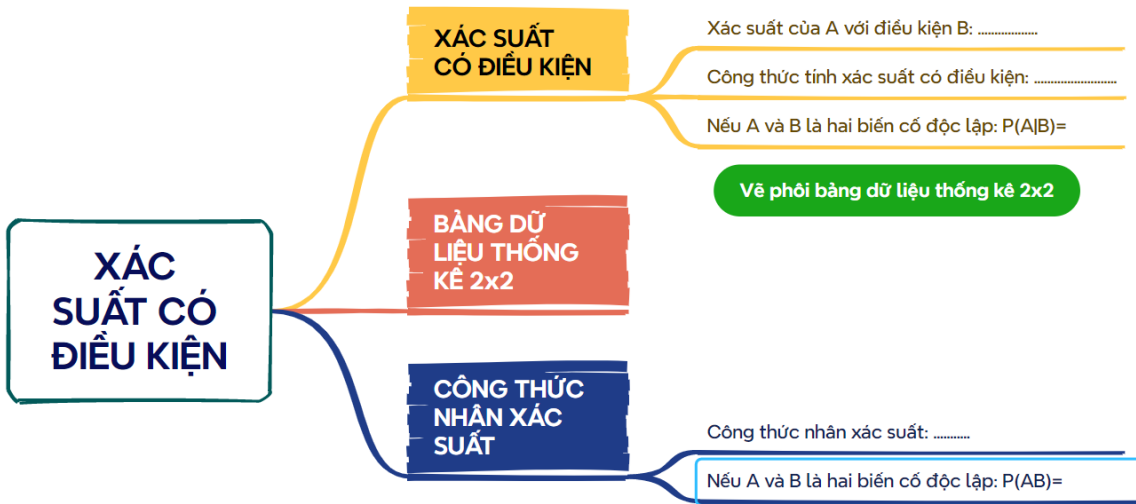 XÁC
SUẤT CÓ
ĐIỀU KIỆN
XÁC SUẤT
CÓ ĐIỀU KIỆN
Xác suất của A với điều kiện B: ..................
Công thức tính xác suất có điều kiện: .........................
Nếu A và B là hai biến cố độc lập: P(A|B)=
BẢNG DỮ
LIỆU THỐNG
KÊ 2x2
Vẽ phôi bảng dữ liệu thống kê 2x2
CÔNG THỨC
NHÂN XÁC
SUẤT
Công thức nhân xác suất: ...........
Nếu A và B là hai biến cố độc lập: P(AB)=